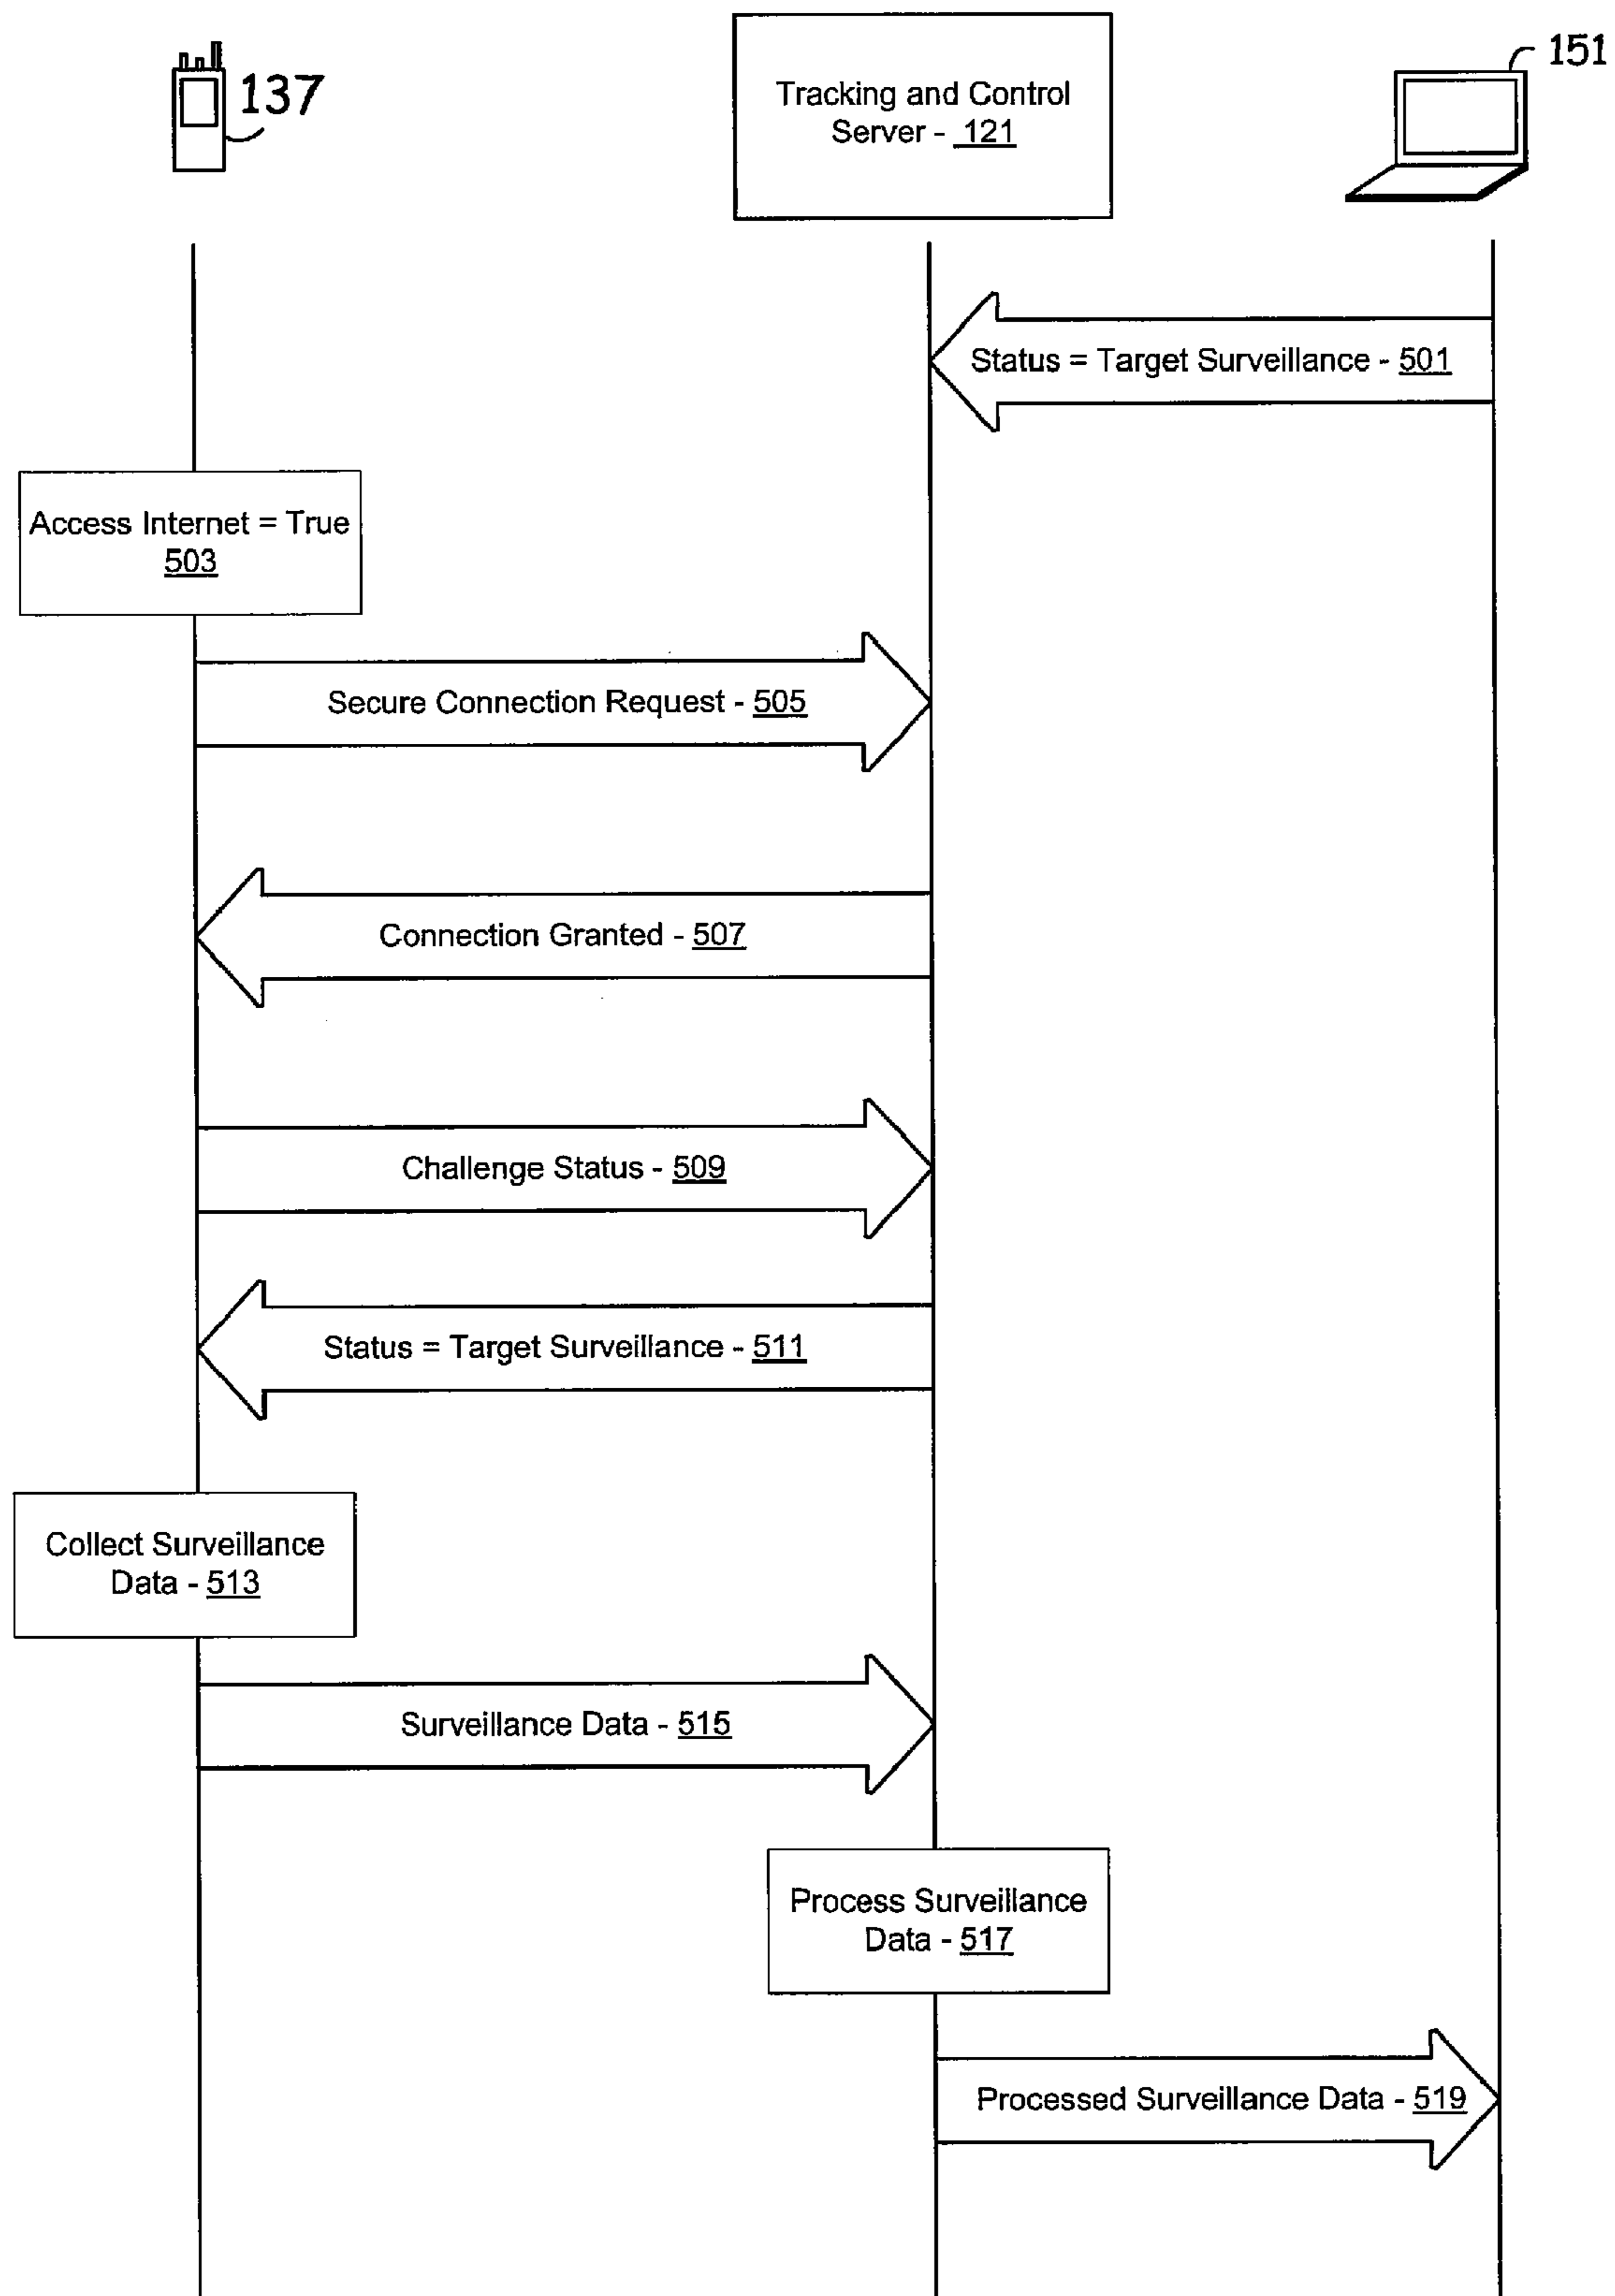 137
Tracking and Control
Server - 121
151
Status = Target Surveillance - 501
Access Internet = True
503
Secure Connection Request - 505
Connection Granted - 507
Challenge Status - 509
Status = Target Surveillance - 511
Collect Surveillance
Data - 513
Surveillance Data - 515
Process Surveillance
Data - 517
Processed Surveillance Data - 519